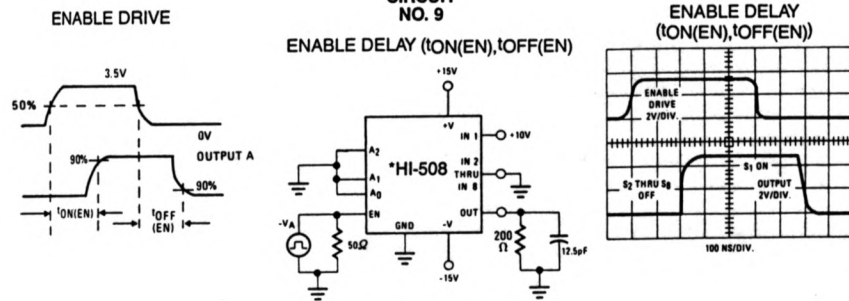 CIRCUIT
NO. 9
ENABLE DRIVE
3.5V
50%
0V
OUTPUT A
90%
90%
tON(EN)
tOFF
(EN)
ENABLE DELAY (tON(EN),tOFF(EN)
+15V
+V
IN 1
+10V
A2
*HI-508
A1
A0
IN 2
THRU
IN 8
EN
OUT
-VA
50Ω
GND
-V
200
Ω
12.5pF
-15V
ENABLE DELAY
(tON(EN),tOFF(EN))
ENABLE
DRIVE
2V/DIV.
S1 ON
S2 THRU S8
OFF
OUTPUT
2V/DIV.
100 NS/DIV.